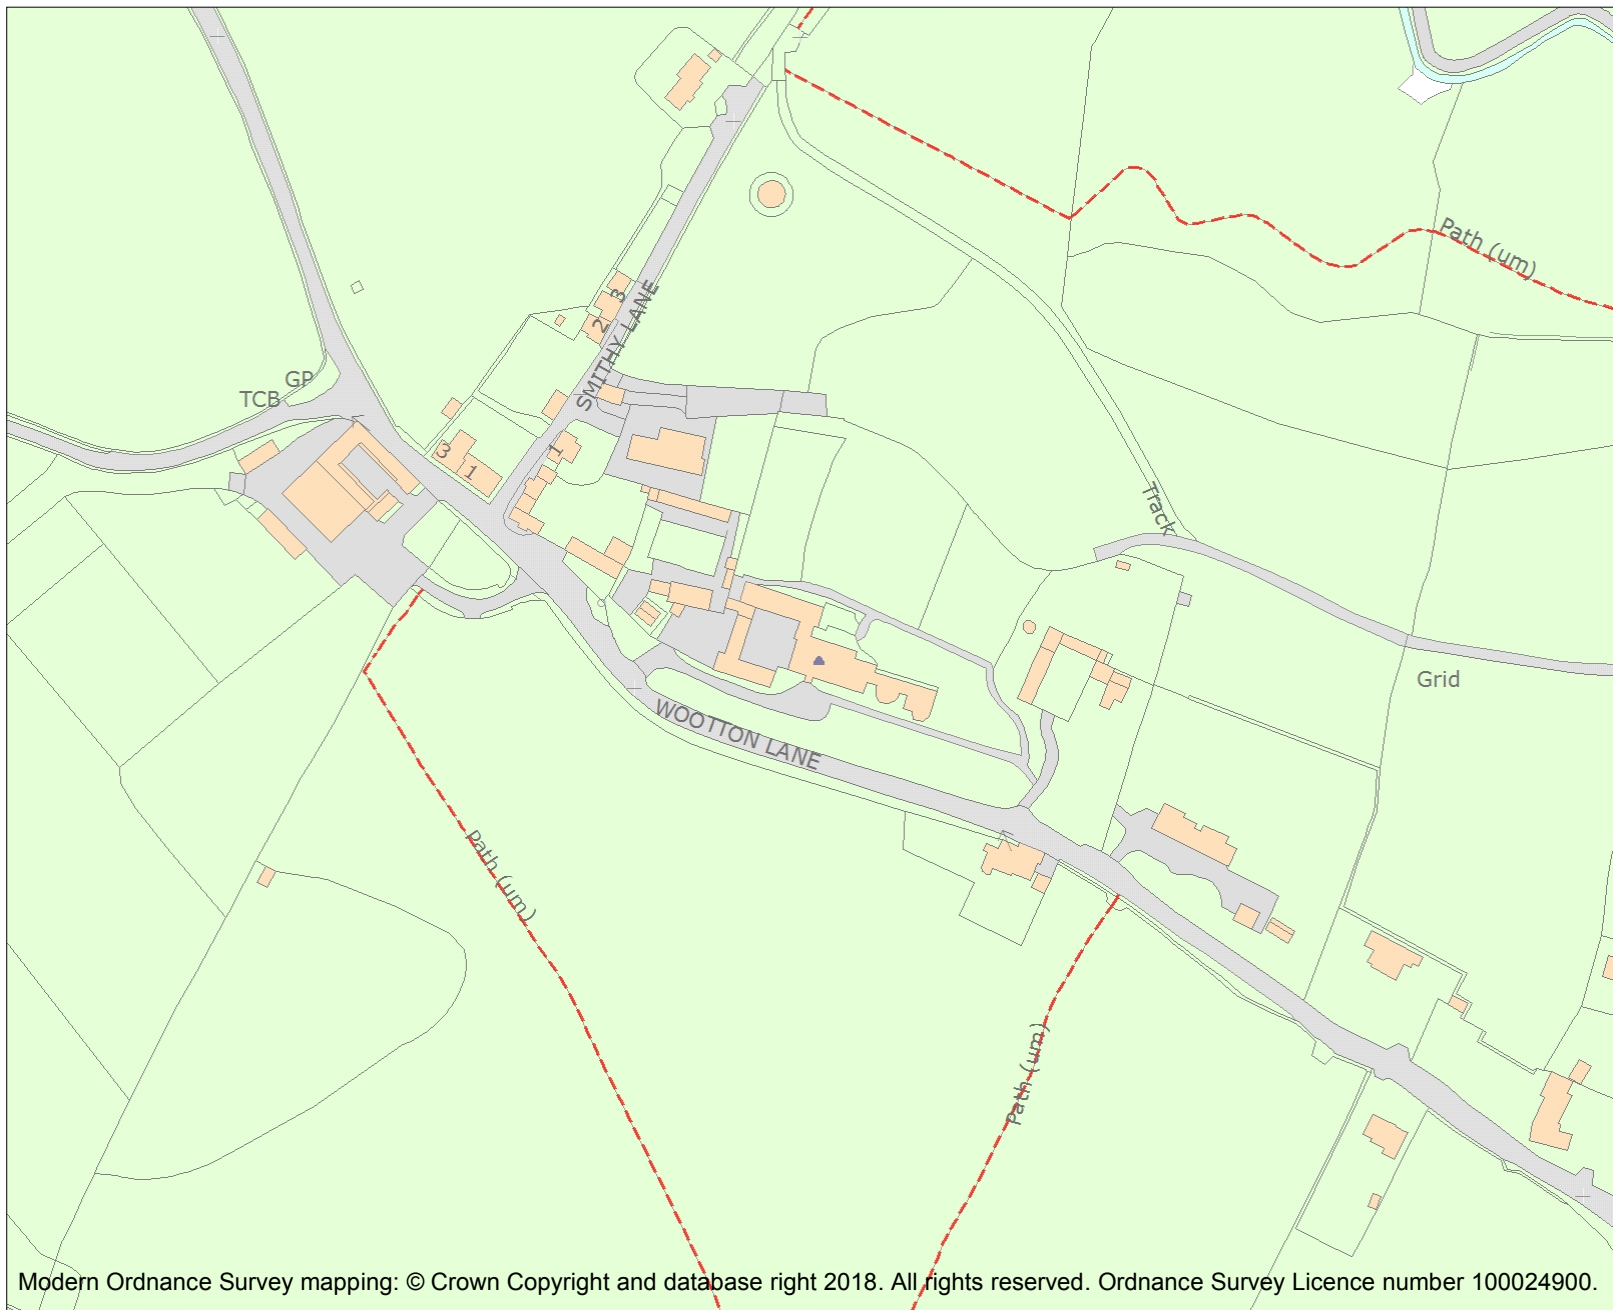 Path (um)
SMITHY LANE
3
2
GP
TCB
3
1
1
Track
Grid
WOOTTON LANE
Path (um)
Path (um)
Modern Ordnance Survey mapping: © Crown Copyright and database right 2018. All rights reserved. Ordnance Survey Licence number 100024900.